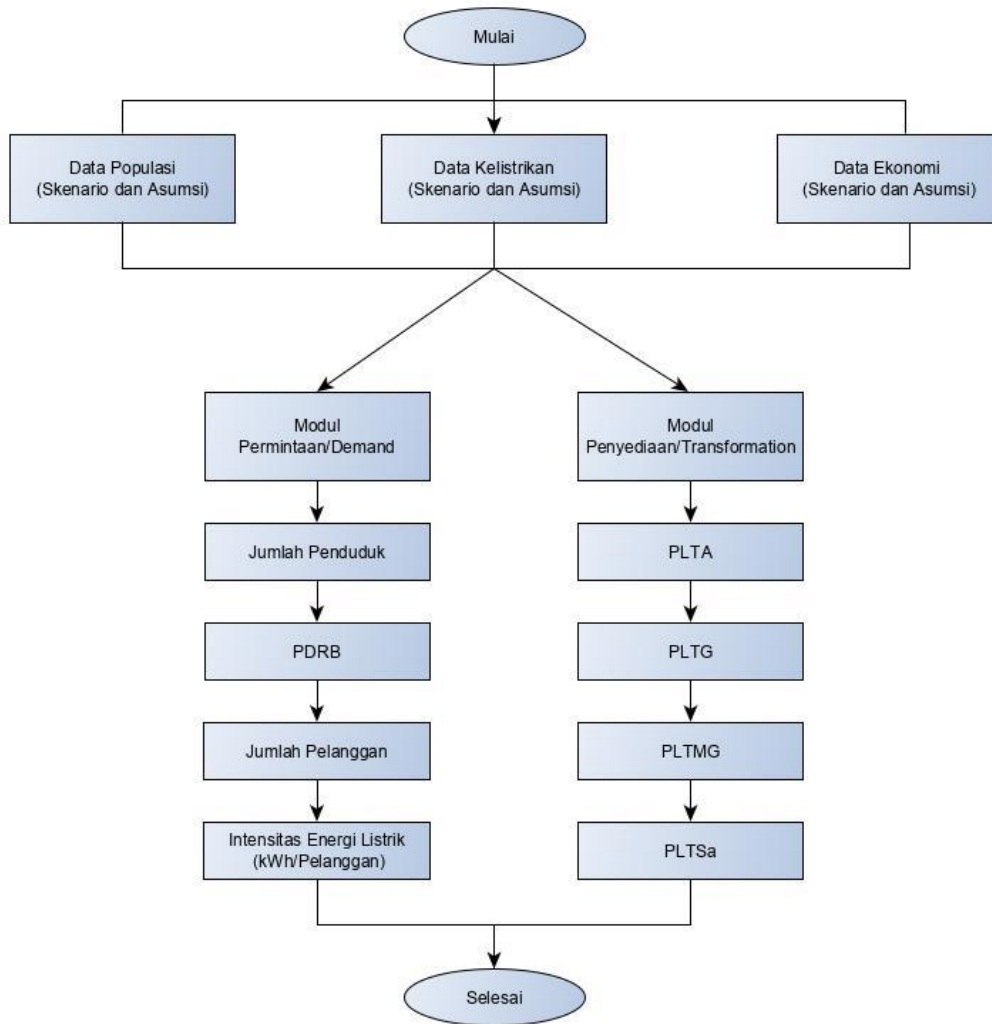 Mulai
Data Populasi
(Skenario dan Asumsi)
Data Kelistrikan
(Skenario dan Asumsi)
Data Ekonomi
(Skenario dan Asumsi)
Modul
Permintaan/Demand
Modul
Penyediaan/Transformation
Jumlah Penduduk
PLTA
PDRB
PLTG
Jumlah Pelanggan
PLTMG
Intensitas Energi Listrik
(kWh/Pelanggan)
PLTSa
Selesai